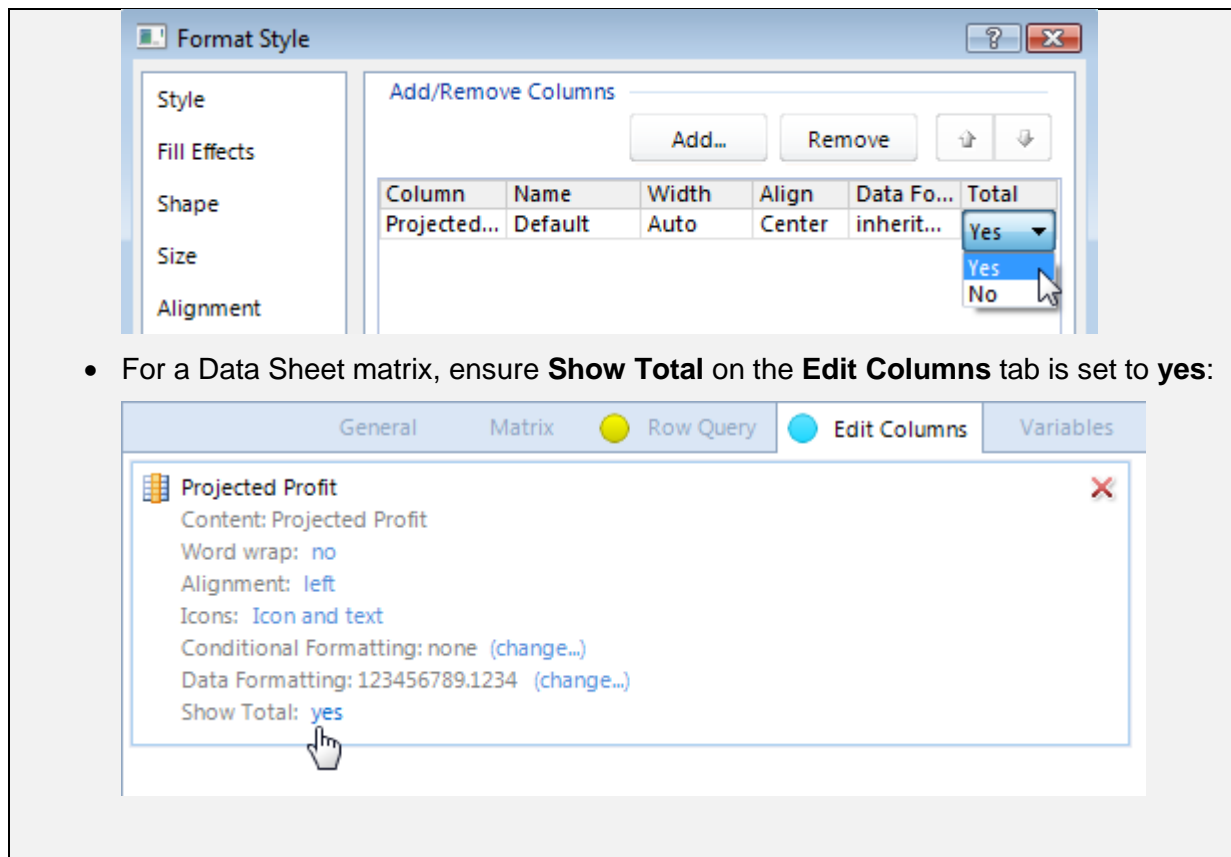 Format Style
Style
Fill Effects
Shape
Size
Alignment
Add/Remove Columns
Add... Remove
Column Name Width Align Data Fo... Total
Projected... Default Auto Center inherit... Yes
Yes
No
• For a Data Sheet matrix, ensure Show Total on the Edit Columns tab is set to yes:
General Matrix Row Query Edit Columns Variables
Projected Profit
Content: Projected Profit
Word wrap: no
Alignment: left
Icons: Icon and text
Conditional Formatting: none (change...)
Data Formatting: 123456789.1234 (change...)
Show Total: yes